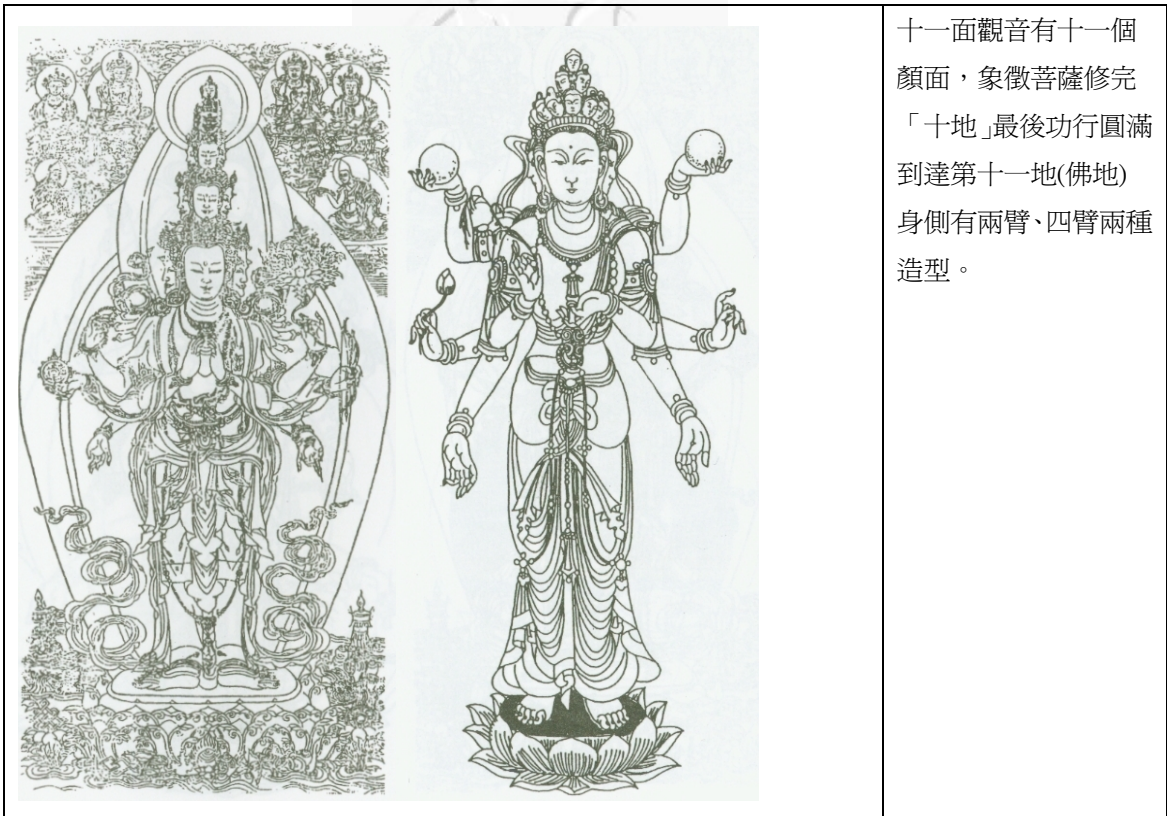 十一面觀音有十一個
顏面，象徵菩薩修完
「十地」最後功行圓滿
到達第十一地(佛地)
身側有兩臂、四臂兩種
造型。